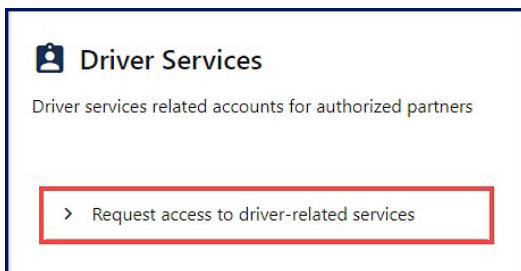 Driver Services
Driver services related accounts for authorized partners
Request access to driver-related services